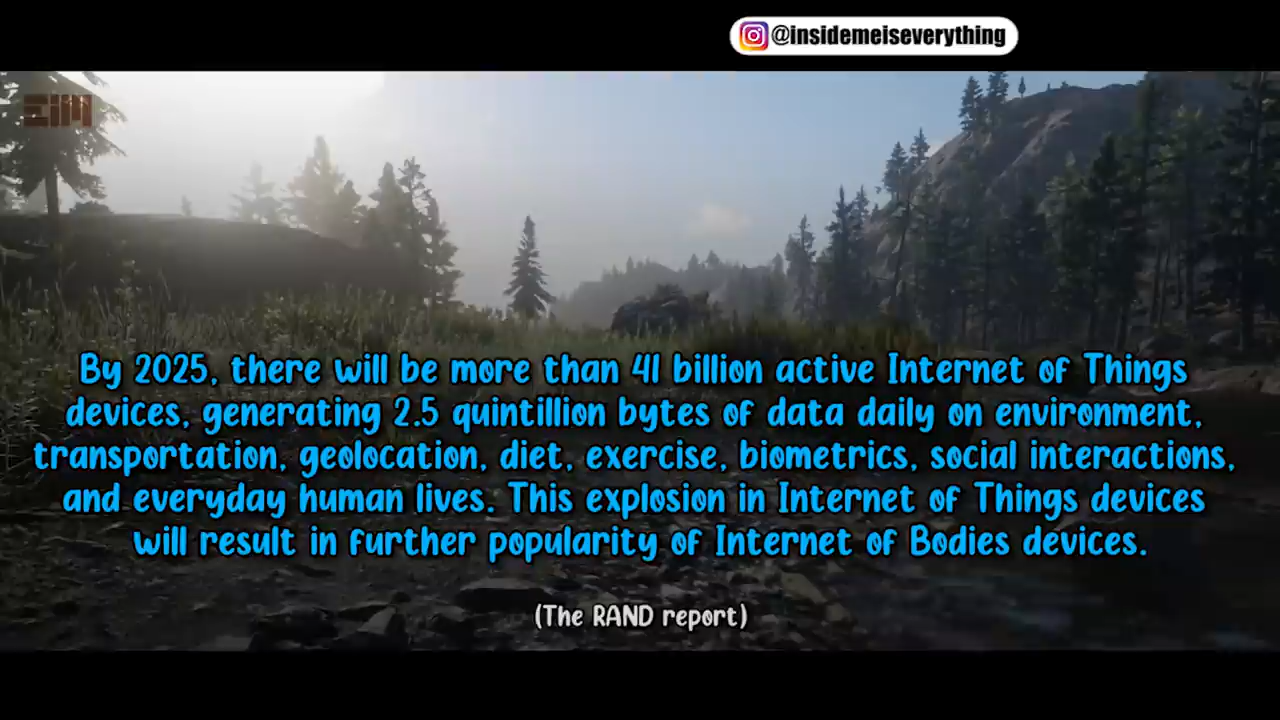 @insidemeiseverything
EIM
By 2025, there will be more than 41 billion active Internet of Things
devices, generating 2.5 quintillion bytes of data daily on environment,
transportation, geolocation, diet, exercise, biometrics, social interactions,
and everyday human lives. This explosion in Internet of Things devices
will result in further popularity of Internet of Bodies devices.
(The RAND report)